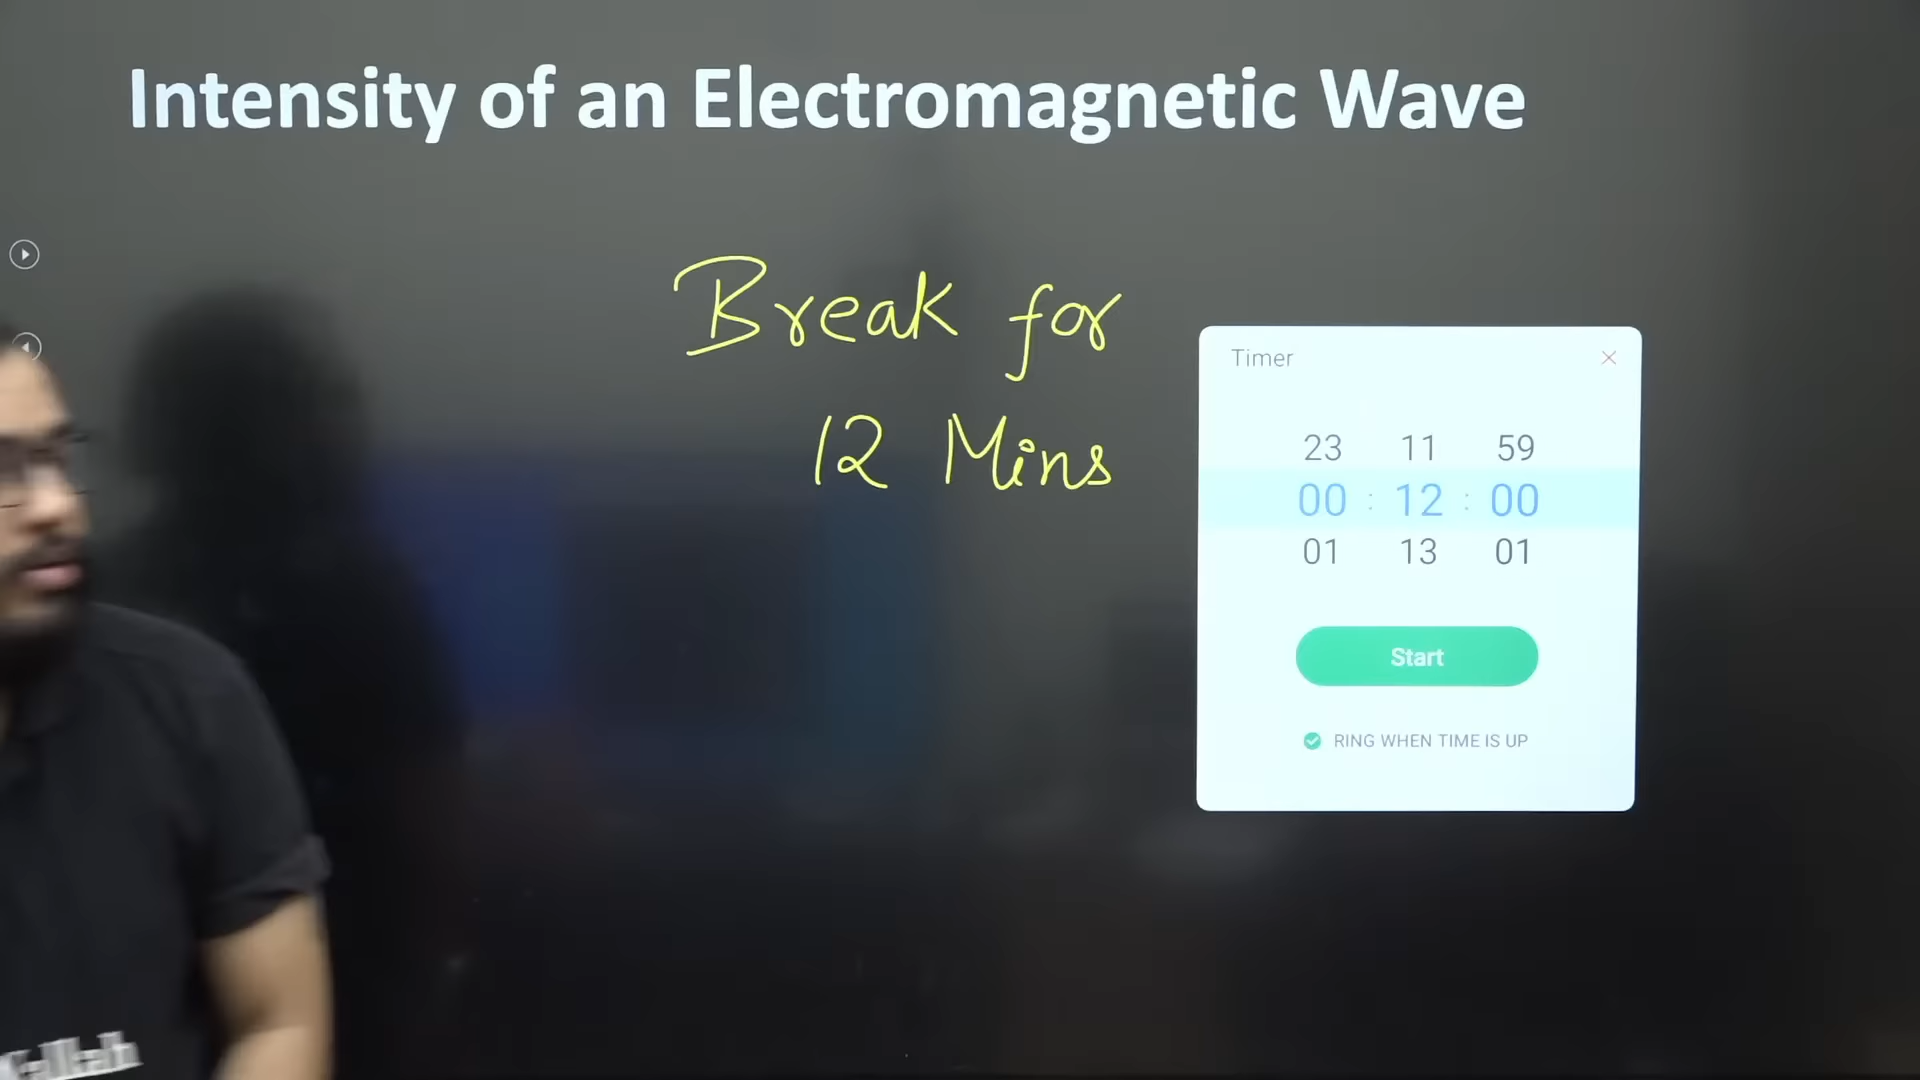 Intensity of an Electromagnetic Wave
Break for
12 Mins
Timer
23 11 59
00 : 12 : 00
01 13 01
Start
RING WHEN TIME IS UP